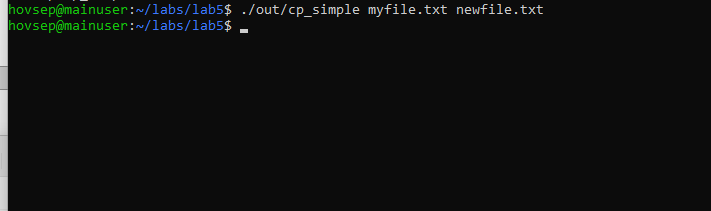 hovsep@mainuser:~/labs/lab5$ ./out/cp_simple myfile.txt newfile.txt
hovsep@mainuser:~/labs/lab5$